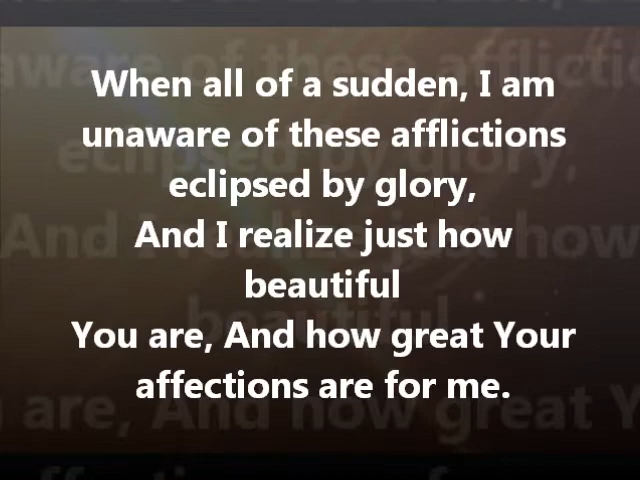 When all of a sudden, I am
unaware of these afflictions
eclipsed by glory,
And I realize just how
beautiful
You are, And how great Your
affections are for me.